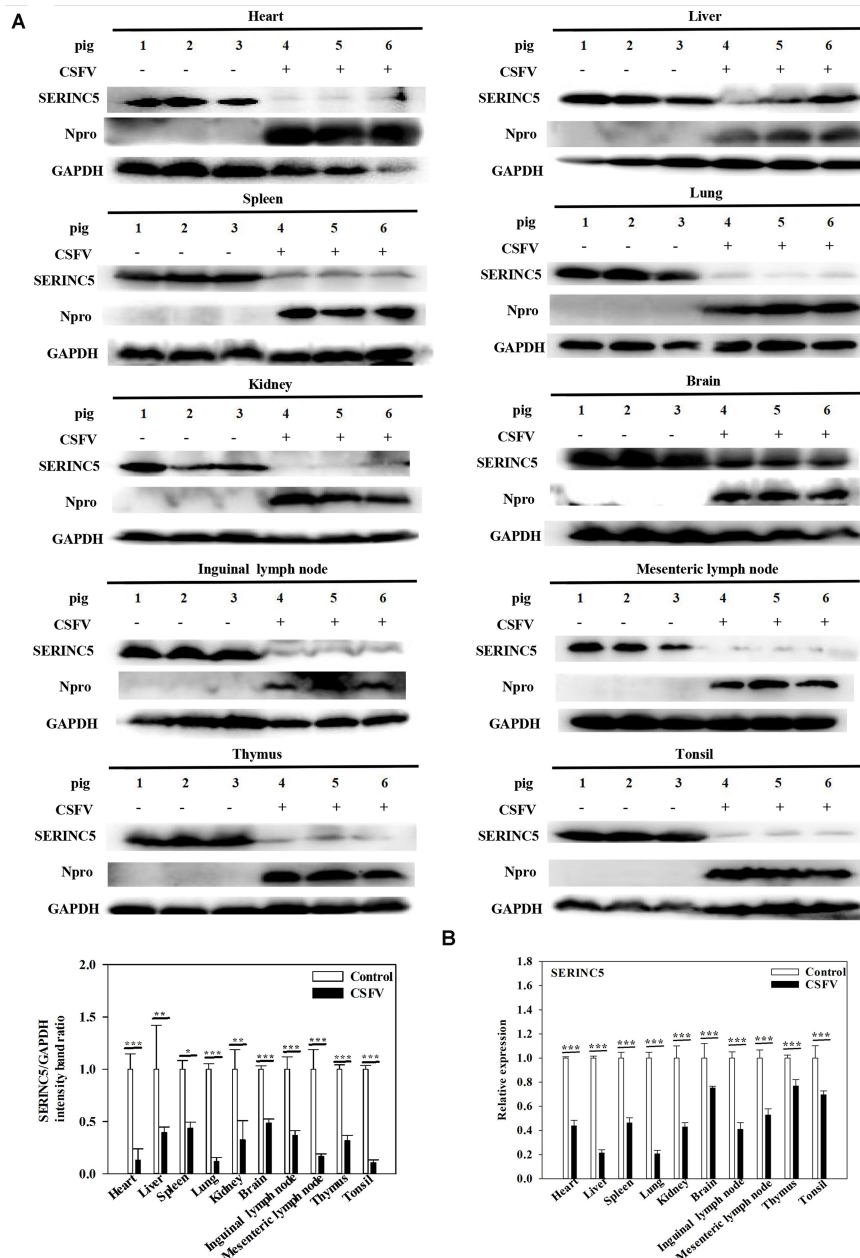 A
Heart
pig 1 2 3 4 5 6
CSFV - - - + + +
SERINC5
Npro
GAPDH
Spleen
pig 1 2 3 4 5 6
CSFV - - - + + +
SERINC5
Npro
GAPDH
Kidney
pig 1 2 3 4 5 6
CSFV - - - + + +
SERINC5
Npro
GAPDH
Inguinal lymph node
pig 1 2 3 4 5 6
CSFV - - - + + +
SERINC5
Npro
GAPDH
Thymus
pig 1 2 3 4 5 6
CSFV - - - + + +
SERINC5
Npro
GAPDH
Liver
pig 1 2 3 4 5 6
CSFV - - - + + +
SERINC5
Npro
GAPDH
Lung
pig 1 2 3 4 5 6
CSFV - - - + + +
SERINC5
Npro
GAPDH
Brain
pig 1 2 3 4 5 6
CSFV - - - + + +
SERINC5
Npro
GAPDH
Mesenteric lymph node
pig 1 2 3 4 5 6
CSFV - - - + + +
SERINC5
Npro
GAPDH
Tonsil
pig 1 2 3 4 5 6
CSFV - - - + + +
SERINC5
Npro
GAPDH
SERINC5/GAPDH
intensity band ratio
2.0
1.5
1.0
0.5
0.0
Control
CSFV
*** ** * *** ** *** *** *** *** ***
Heart
Liver
Spleen
Lung
Kidney
Brain
Inguinal lymph node
Mesenteric lymph node
Thymus
Tonsil
B
Relative expression
1.8
1.6
1.4
1.2
1.0
0.8
0.6
0.4
0.2
0.0
SERINC5
Control
CSFV
*** *** *** *** *** *** *** *** *** ***
Heart
Liver
Spleen
Lung
Kidney
Brain
Inguinal lymph node
Mesenteric lymph node
Thymus
Tonsil